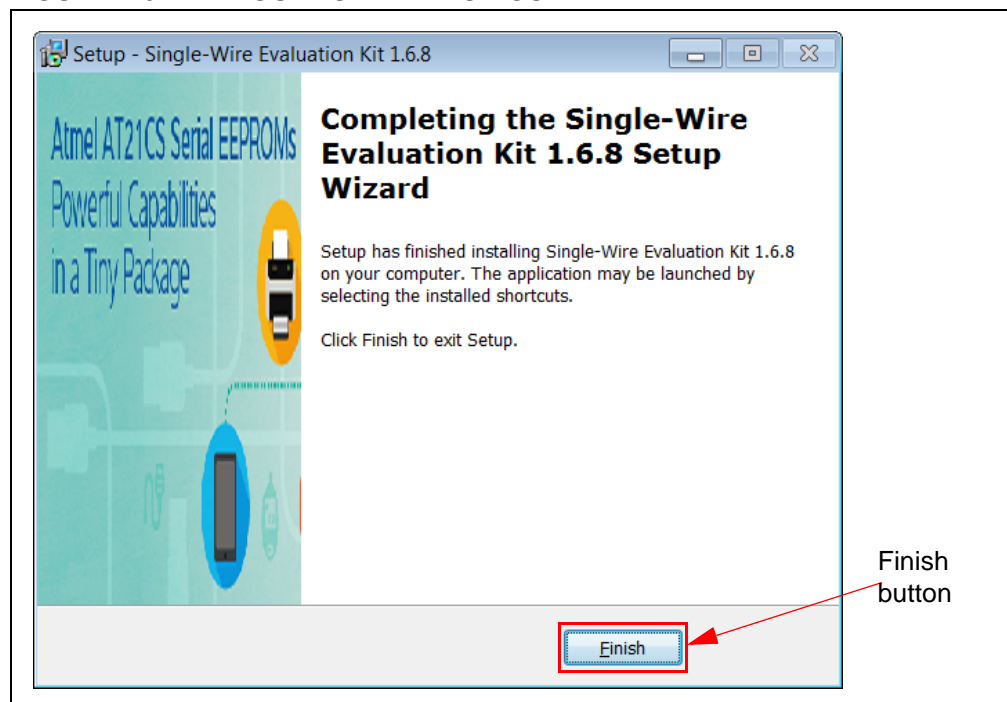 Setup - Single-Wire Evaluation Kit 1.6.8
Atmel AT21CS Serial EEPROMs
Powerful Capabilities
in a Tiny Package
Completing the Single-Wire
Evaluation Kit 1.6.8 Setup
Wizard
Setup has finished installing Single-Wire Evaluation Kit 1.6.8
on your computer. The application may be launched by
selecting the installed shortcuts.
Click Finish to exit Setup.
Finish
button
Finish